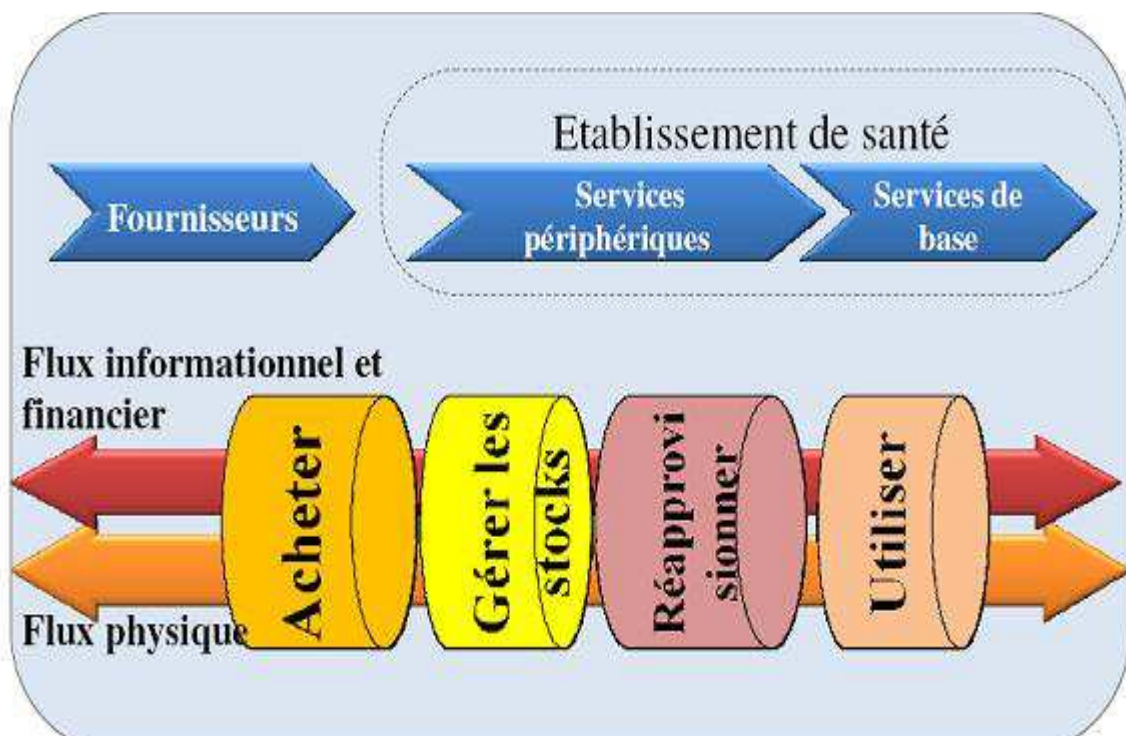 Etablissement de santé
Fournisseurs
Services
périphériques
Services de
base
Flux informationnel et
financier
Acheter
Gérer les
stocks
Réapprovi
sionner
Utiliser
Flux physique